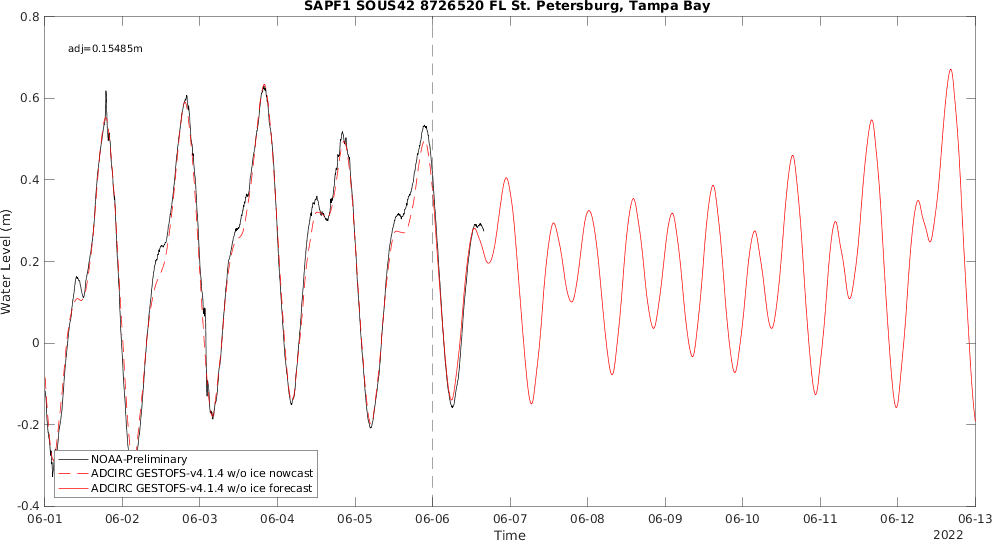 SAPF1 SOUS42 8726520 FL St. Petersburg, Tampa Bay
0.8
adj=0.15485m
0.6
0.4
0.2
0
-0.2
-0.4
Water Level (m)
NOAA-Preliminary
ADCIRC GESTOFS-v4.1.4 w/o ice nowcast
ADCIRC GESTOFS-v4.1.4 w/o ice forecast
06-01 06-02 06-03 06-04 06-05 06-06 06-07 06-08 06-09 06-10 06-11 06-12 06-13
Time
2022